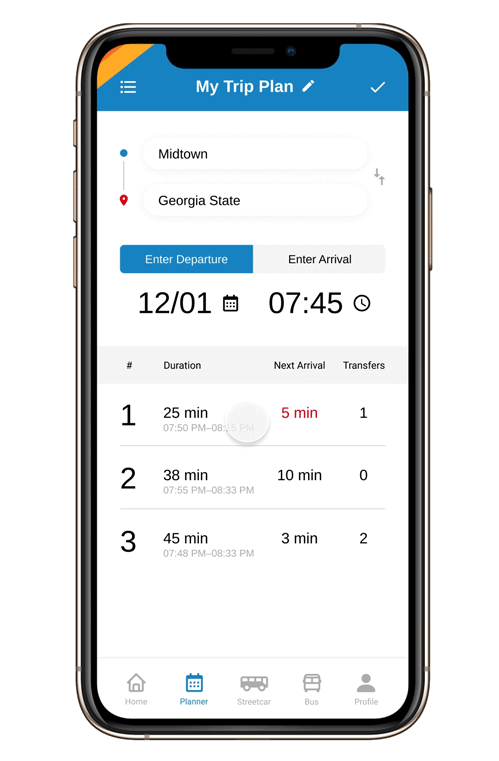 My Trip Plan
Midtown
Georgia State
Enter Departure Enter Arrival
12/01 07:45
# Duration Next Arrival Transfers
1 25 min 5 min 1
07:50 PM–08:15 PM
2 38 min 10 min 0
07:55 PM–08:33 PM
3 45 min 3 min 2
07:48 PM–08:33 PM
Home Planner Streetcar Bus Profile